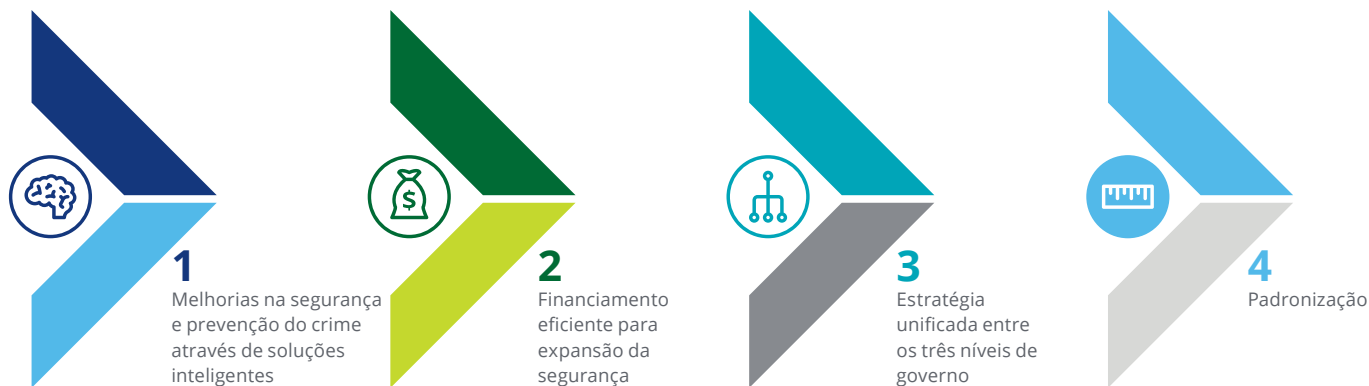 $
1
Melhorias na segurança
e prevenção do crime
através de soluções
inteligentes
2
Financiamento
eficiente para
expansão da
segurança
3
Estratégia
unificada entre
os três níveis de
governo
4
Padronização